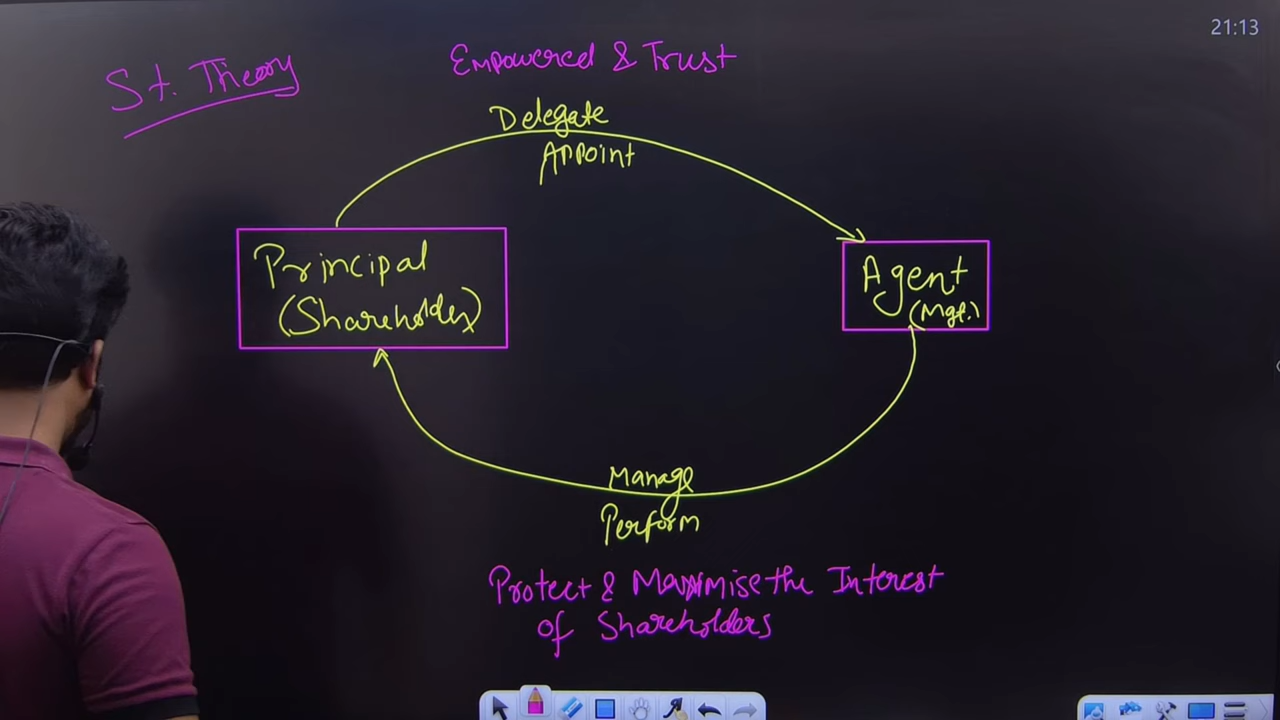 21:13
St. Theory
Empowered & Trust
Delegate
Appoint
Principal
(Shareholder)
Agent
(Mgt.)
Manage
Perform
Protect & Maximise the Interest
of Shareholders